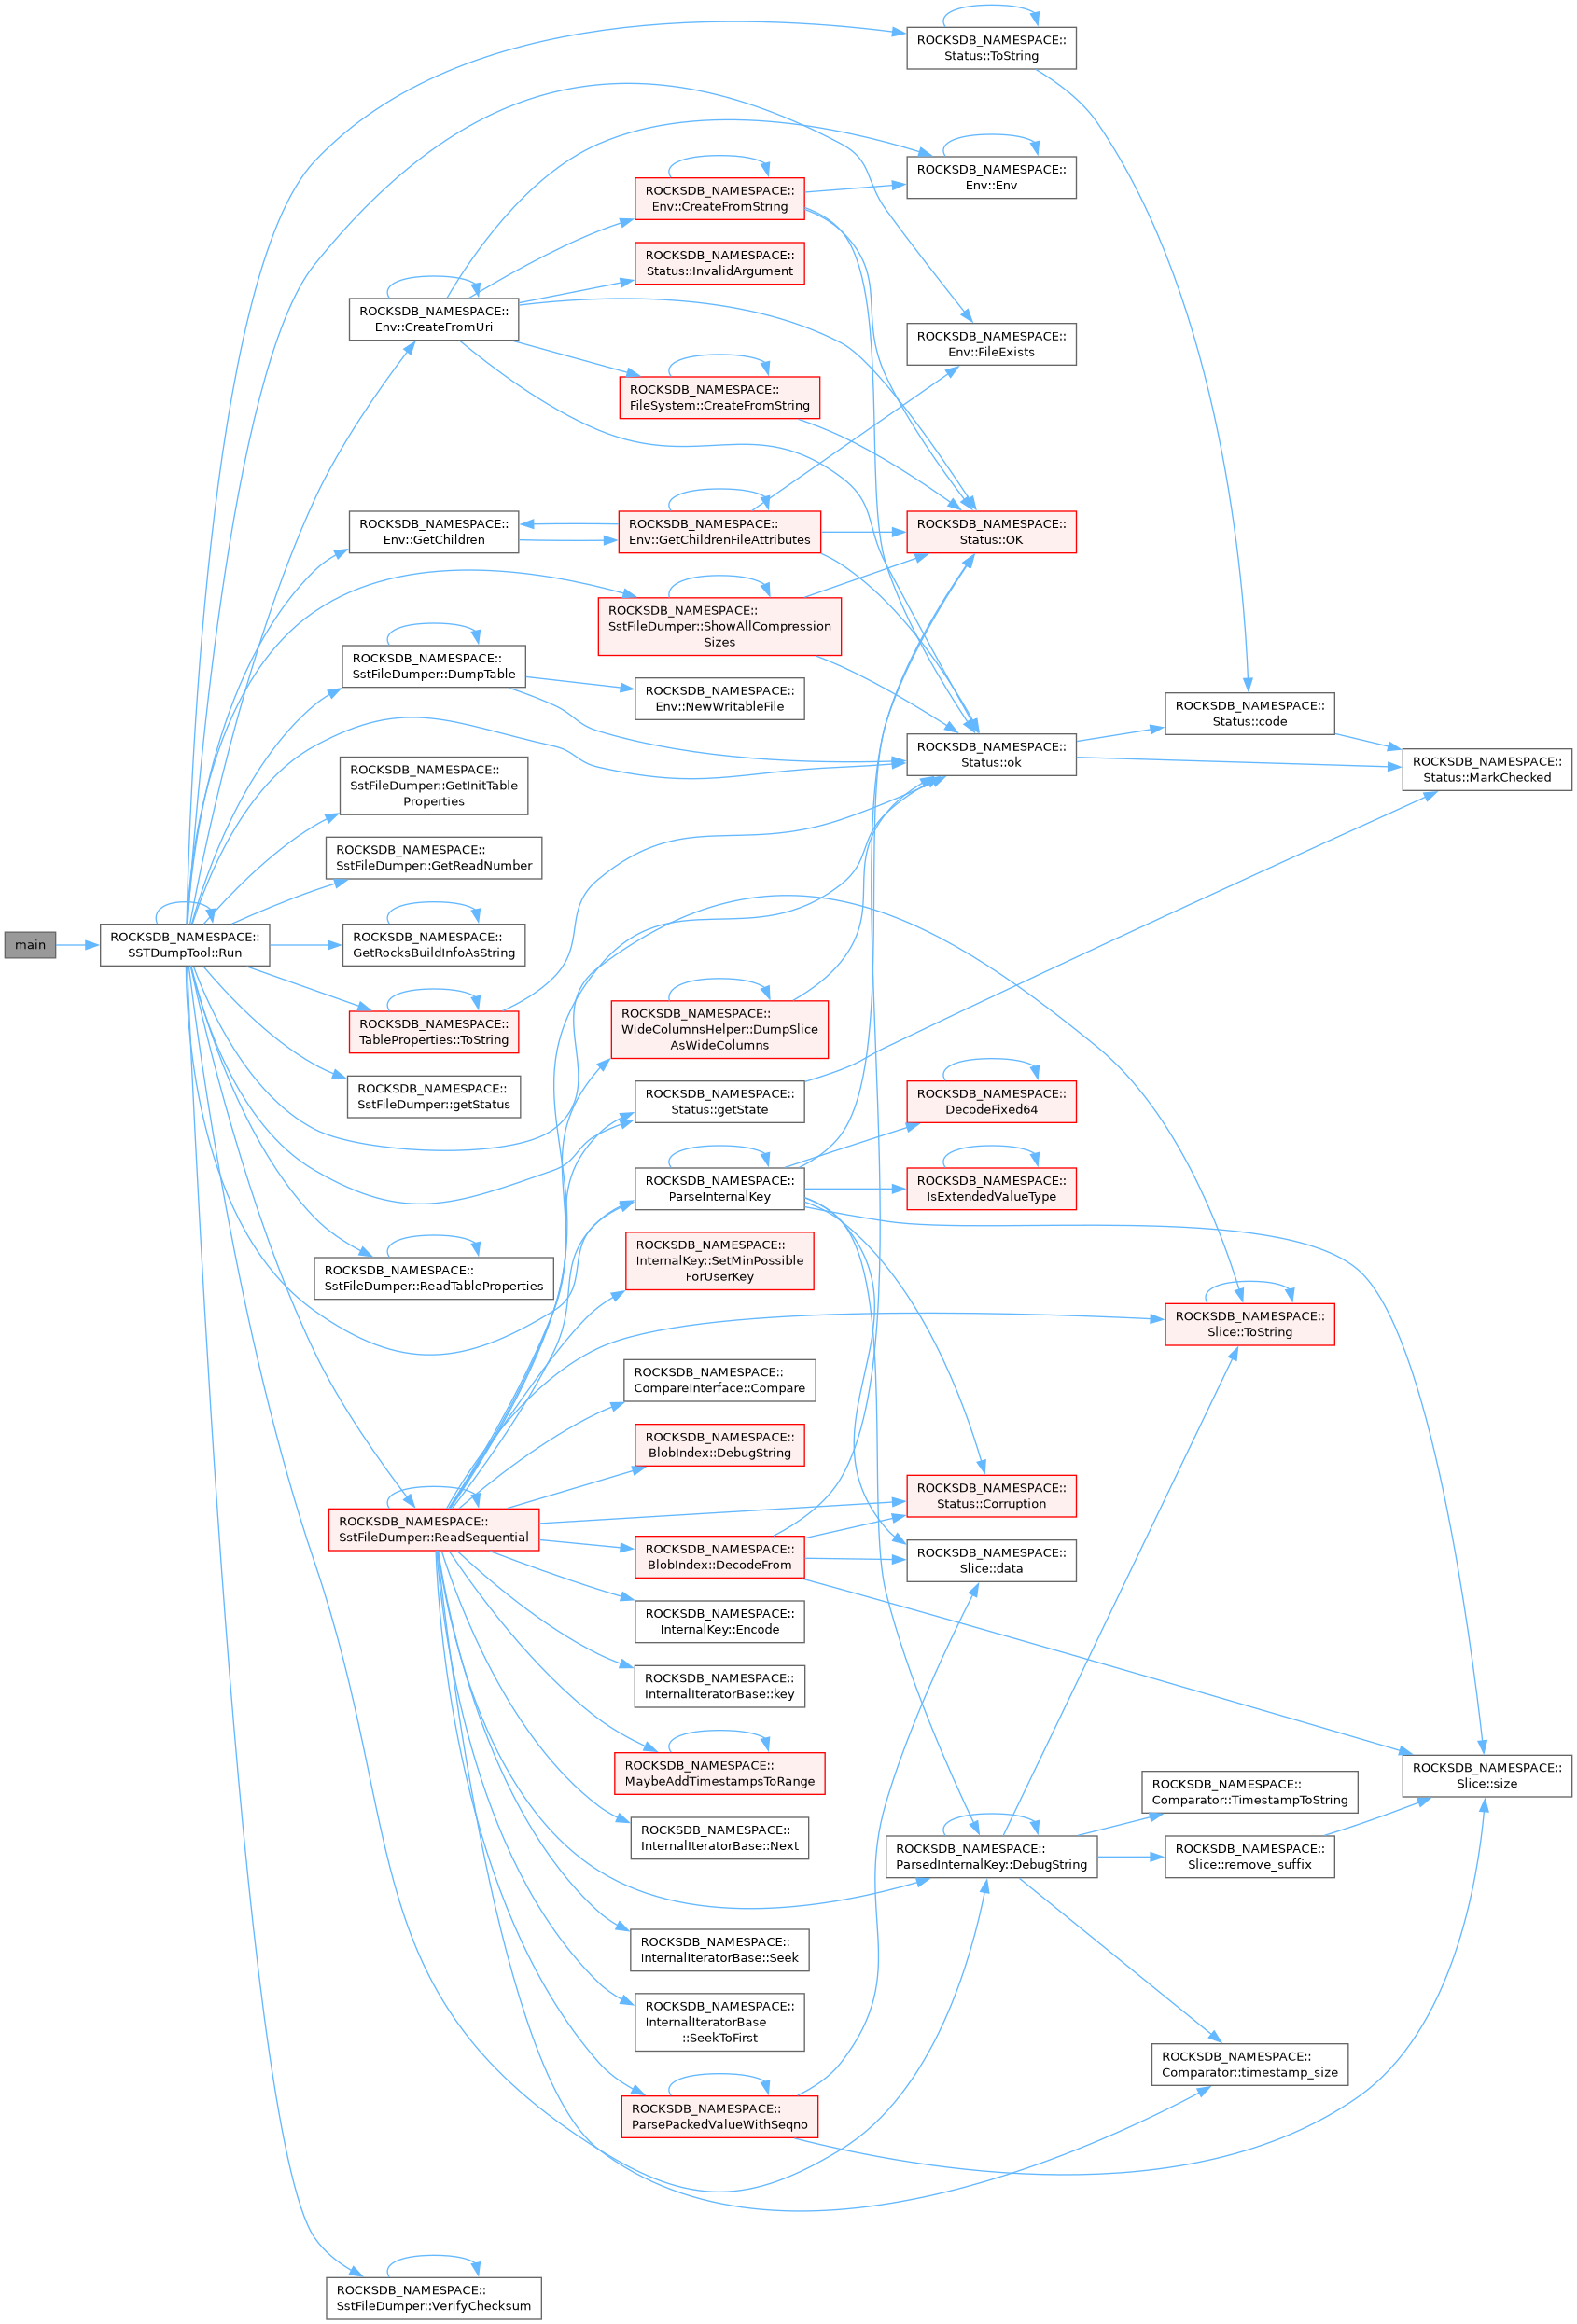 ROCKSDB_NAMESPACE::
Status::ToString
ROCKSDB_NAMESPACE::
Env::Env
ROCKSDB_NAMESPACE::
Env::CreateFromString
ROCKSDB_NAMESPACE::
Status::InvalidArgument
ROCKSDB_NAMESPACE::
Env::CreateFromUri
ROCKSDB_NAMESPACE::
Env::FileExists
ROCKSDB_NAMESPACE::
FileSystem::CreateFromString
ROCKSDB_NAMESPACE::
Env::GetChildren
ROCKSDB_NAMESPACE::
Env::GetChildrenFileAttributes
ROCKSDB_NAMESPACE::
Status::OK
ROCKSDB_NAMESPACE::
SstFileDumper::ShowAllCompression
Sizes
ROCKSDB_NAMESPACE::
SstFileDumper::DumpTable
ROCKSDB_NAMESPACE::
Env::NewWritableFile
ROCKSDB_NAMESPACE::
Status::code
ROCKSDB_NAMESPACE::
Status::ok
ROCKSDB_NAMESPACE::
Status::MarkChecked
ROCKSDB_NAMESPACE::
SstFileDumper::GetInitTable
Properties
ROCKSDB_NAMESPACE::
SstFileDumper::GetReadNumber
main
ROCKSDB_NAMESPACE::
SSTDumpTool::Run
ROCKSDB_NAMESPACE::
GetRocksBuildInfoAsString
ROCKSDB_NAMESPACE::
TableProperties::ToString
ROCKSDB_NAMESPACE::
WideColumnsHelper::DumpSlice
AsWideColumns
ROCKSDB_NAMESPACE::
SstFileDumper::getStatus
ROCKSDB_NAMESPACE::
Status::getState
ROCKSDB_NAMESPACE::
DecodeFixed64
ROCKSDB_NAMESPACE::
ParseInternalKey
ROCKSDB_NAMESPACE::
IsExtendedValueType
ROCKSDB_NAMESPACE::
InternalKey::SetMinPossible
ForUserKey
ROCKSDB_NAMESPACE::
SstFileDumper::ReadTableProperties
ROCKSDB_NAMESPACE::
Slice::ToString
ROCKSDB_NAMESPACE::
CompareInterface::Compare
ROCKSDB_NAMESPACE::
BlobIndex::DebugString
ROCKSDB_NAMESPACE::
Status::Corruption
ROCKSDB_NAMESPACE::
SstFileDumper::ReadSequential
ROCKSDB_NAMESPACE::
BlobIndex::DecodeFrom
ROCKSDB_NAMESPACE::
Slice::data
ROCKSDB_NAMESPACE::
InternalKey::Encode
ROCKSDB_NAMESPACE::
InternalIteratorBase::key
ROCKSDB_NAMESPACE::
MaybeAddTimestampsToRange
ROCKSDB_NAMESPACE::
Slice::size
ROCKSDB_NAMESPACE::
Comparator::TimestampToString
ROCKSDB_NAMESPACE::
InternalIteratorBase::Next
ROCKSDB_NAMESPACE::
ParsedInternalKey::DebugString
ROCKSDB_NAMESPACE::
Slice::remove_suffix
ROCKSDB_NAMESPACE::
InternalIteratorBase::Seek
ROCKSDB_NAMESPACE::
InternalIteratorBase
::SeekToFirst
ROCKSDB_NAMESPACE::
Comparator::timestamp_size
ROCKSDB_NAMESPACE::
ParsePackedValueWithSeqno
ROCKSDB_NAMESPACE::
SstFileDumper::VerifyChecksum